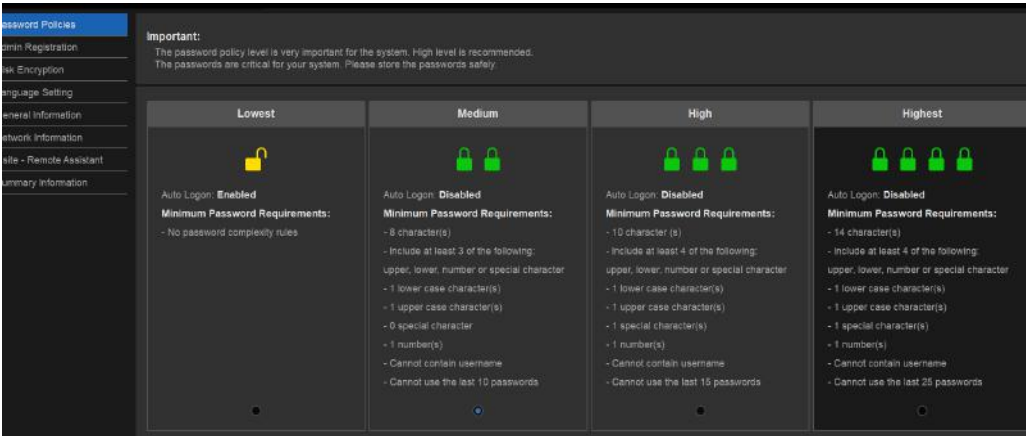 assword Policies
dmin Registration
isk Encryption
anguage Setting
eneral Information
etwork Information
site - Remote Assistant
ummary Information
Important:
The password policy level is very important for the system. High level is recommended.
The passwords are critical for your system. Please store the passwords safely.
Lowest
Auto Logon: Enabled
Minimum Password Requirements:
- No password complexity rules
Medium
Auto Logon: Disabled
Minimum Password Requirements:
- 8 character(s)
- Include at least 3 of the following:
upper, lower, number or special character
- 1 lower case character(s)
- 1 upper case character(s)
- 0 special character
- 1 number(s)
- Cannot contain username
- Cannot use the last 10 passwords
High
Auto Logon: Disabled
Minimum Password Requirements:
- 10 character (s)
- Include at least 4 of the following:
upper, lower, number or special character
- 1 lower case character(s)
- 1 upper case character(s)
- 1 special character(s)
- 1 number(s)
- Cannot contain username
- Cannot use the last 15 passwords
Highest
Auto Logon: Disabled
Minimum Password Requirements:
- 14 character(s)
- Include at least 4 of the following:
upper, lower, number or special character
- 1 lower case character(s)
- 1 upper case character(s)
- 1 special character(s)
- 1 number(s)
- Cannot contain username
- Cannot use the last 25 passwords